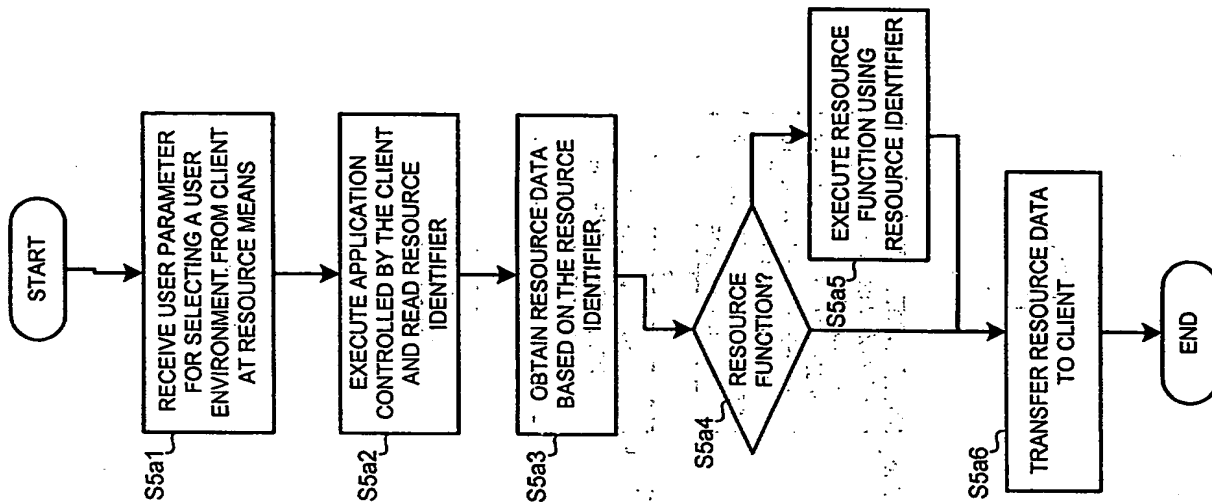 START
RECEIVE USER PARAMETER
FOR SELECTING A USER
ENVIRONMENT FROM CLIENT
AT RESOURCE MEANS
S5a1
EXECUTE APPLICATION
CONTROLLED BY THE CLIENT
AND READ RESOURCE
IDENTIFIER
S5a2
OBTAIN RESOURCE DATA
BASED ON THE RESOURCE
IDENTIFIER
S5a3
RESOURCE
FUNCTION?
S5a4
EXECUTE RESOURCE
FUNCTION USING
RESOURCE IDENTIFIER
S5a5
TRANSFER RESOURCE DATA
TO CLIENT
S5a6
END